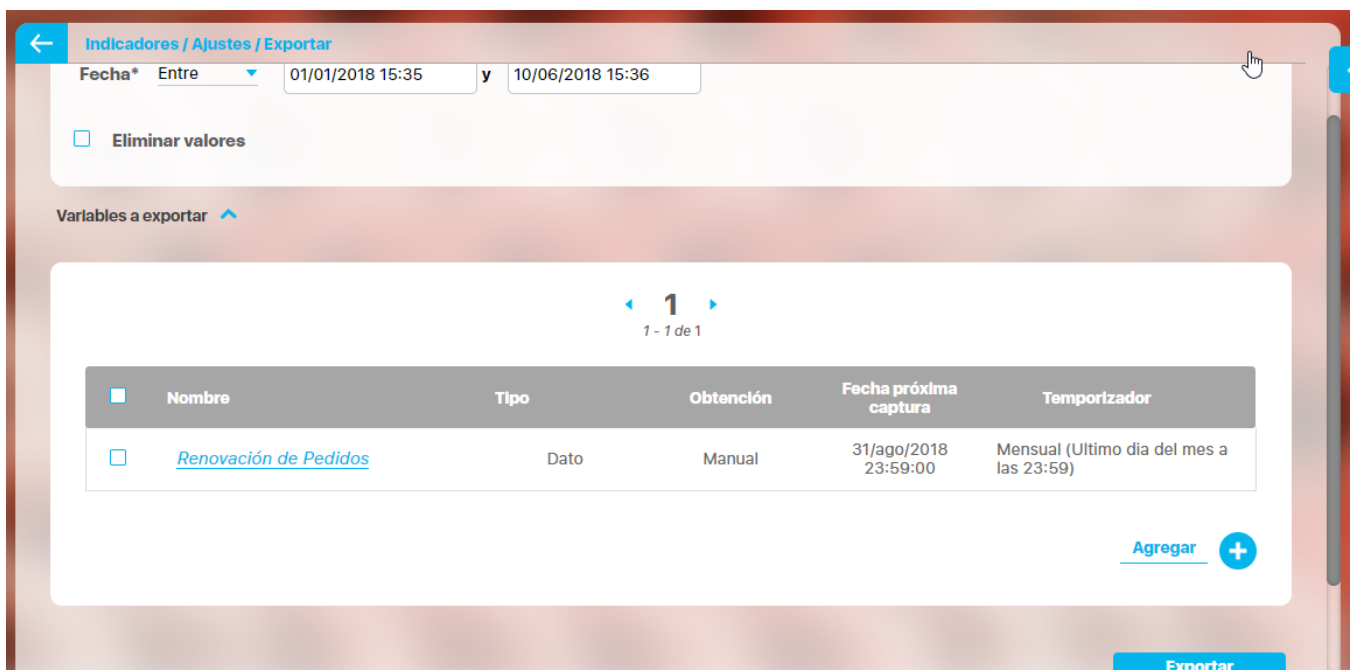 Indicadores / Ajustes / Exportar
Fecha* Entre 01/01/2018 15:35 y 10/06/2018 15:36
Eliminar valores
Variables a exportar
1
1 - 1 de 1
Nombre Tipo Obtención Fecha próxima captura Temporizador
Renovación de Pedidos Dato Manual 31/ago/2018 23:59:00 Mensual (Ultimo dia del mes a las 23:59)
Agregar
Exportar